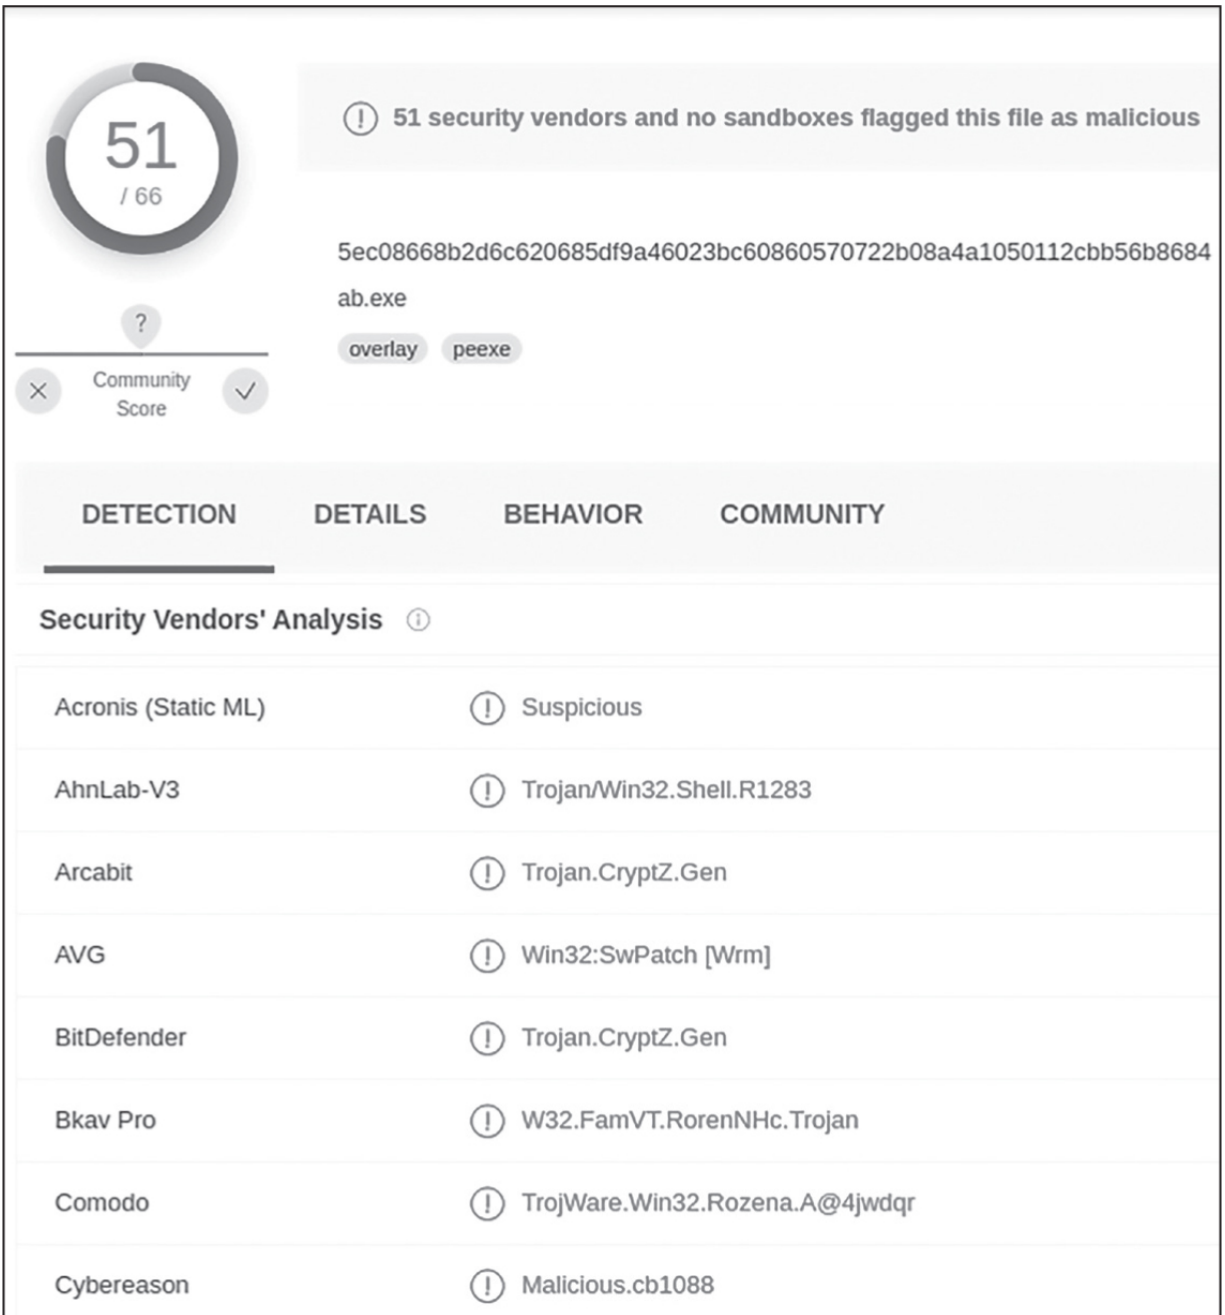 51
/ 66
51 security vendors and no sandboxes flagged this file as malicious
5ec08668b2d6c620685df9a46023bc60860570722b08a4a1050112cbb56b8684
ab.exe
overlay peexe
?
Community
Score
DETECTION DETAILS BEHAVIOR COMMUNITY
Security Vendors' Analysis
Acronis (Static ML) Suspicious
AhnLab-V3 Trojan/Win32.Shell.R1283
Arcabit Trojan.CryptZ.Gen
AVG Win32:SwPatch [Wrm]
BitDefender Trojan.CryptZ.Gen
Bkav Pro W32.FamVT.RorenNHc.Trojan
Comodo TrojWare.Win32.Rozena.A@4jwdqr
Cybereason Malicious.cb1088